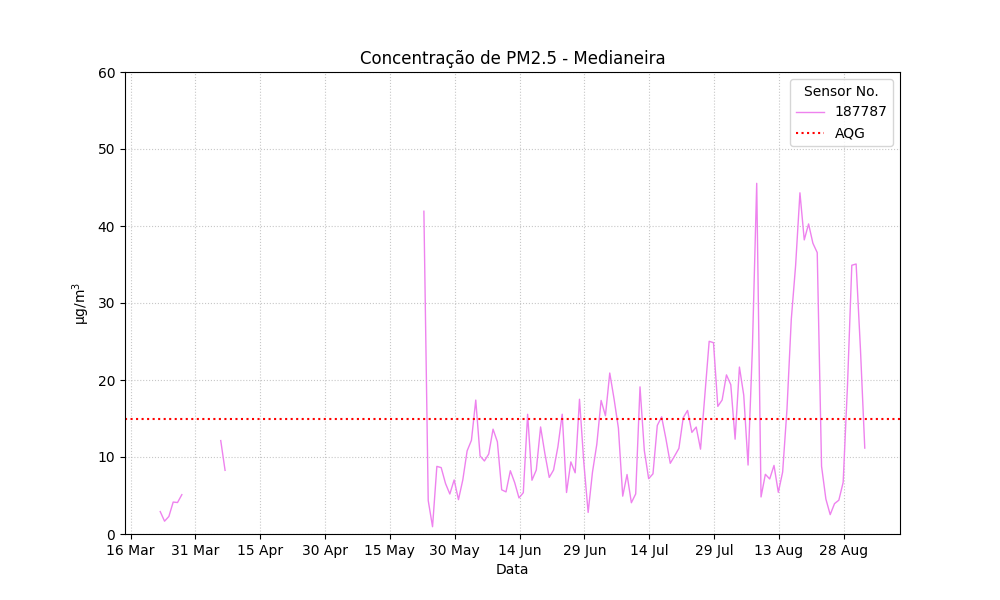 Concentração de PM2.5 - Medianeira
Sensor No.
187787
AQG
60
50
40
30
20
10
0
µg/m³
16 Mar 31 Mar 15 Apr 30 Apr 15 May 30 May 14 Jun 29 Jun 14 Jul 29 Jul 13 Aug 28 Aug
Data